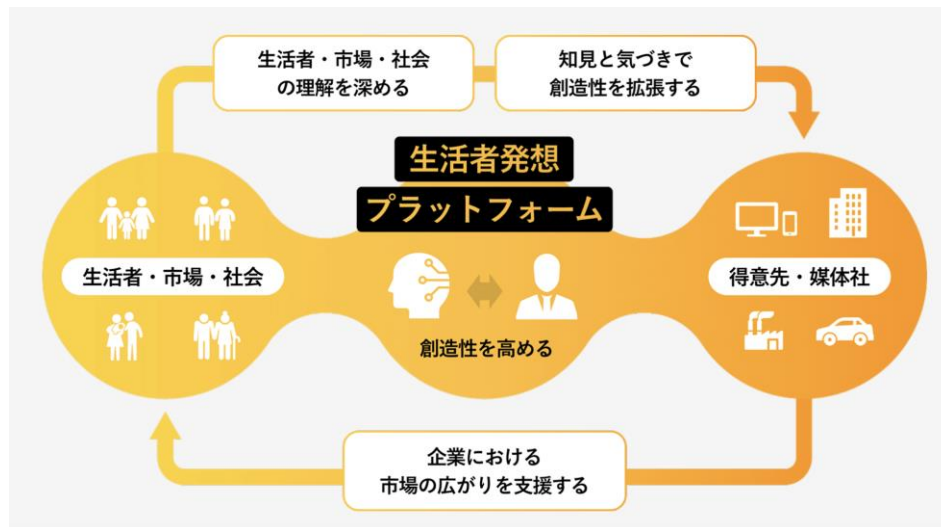 生活者・市場・社会
の理解を深める
知見と気づきで
創造性を拡張する
生活者発想
プラットフォーム
生活者・市場・社会
得意先・媒体社
創造性を高める
企業における
市場の広がりを支援する